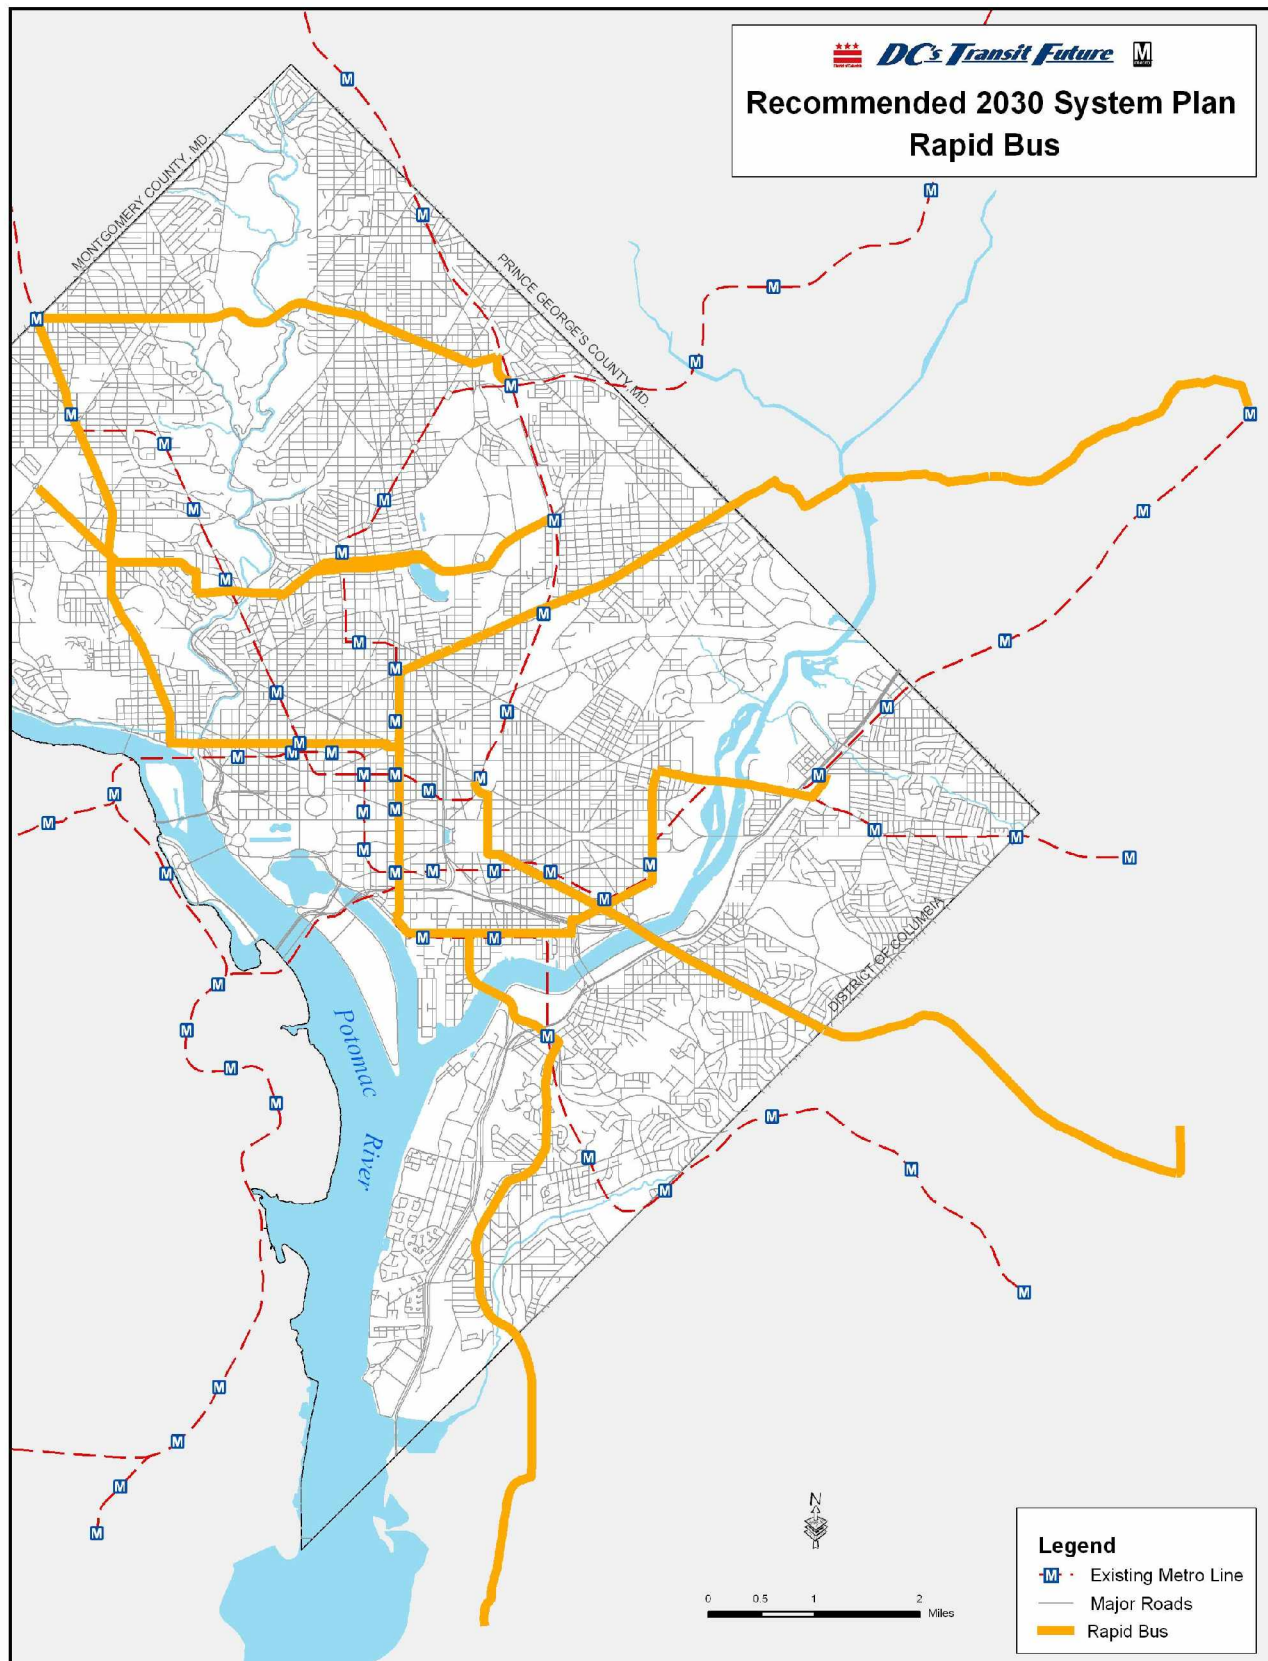 DC's Transit Future
Recommended 2030 System Plan
Rapid Bus
MONTGOMERY COUNTY, MD.
PRINCE GEORGE'S COUNTY, MD.
DISTRICT OF COLUMBIA
Potomac
River
N
0 0.5 1 2 Miles
Legend
M Existing Metro Line
Major Roads
Rapid Bus